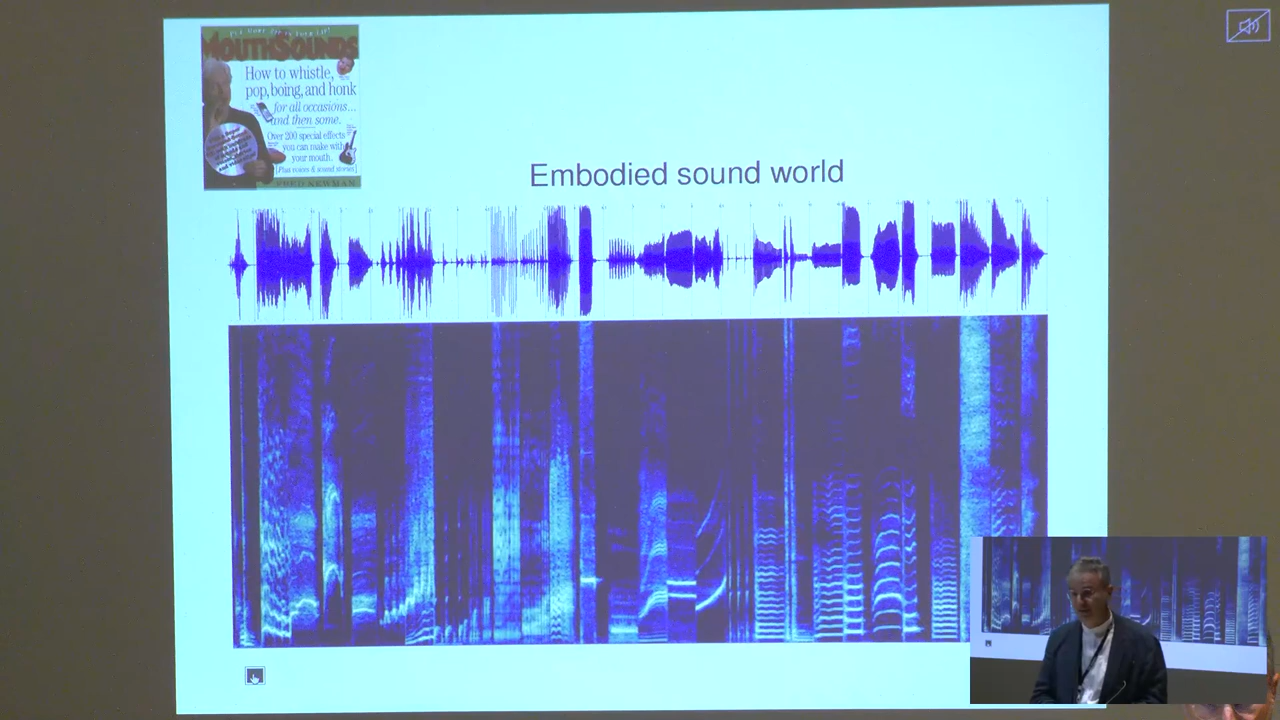 MOUTHSOUNDS
How to whistle,
pop, boing, and honk
for all occasions...
and then some.
Over 200 special effects
you can make with
your mouth.
[Plus voices & sound stories]
FRED NEWMAN
Embodied sound world